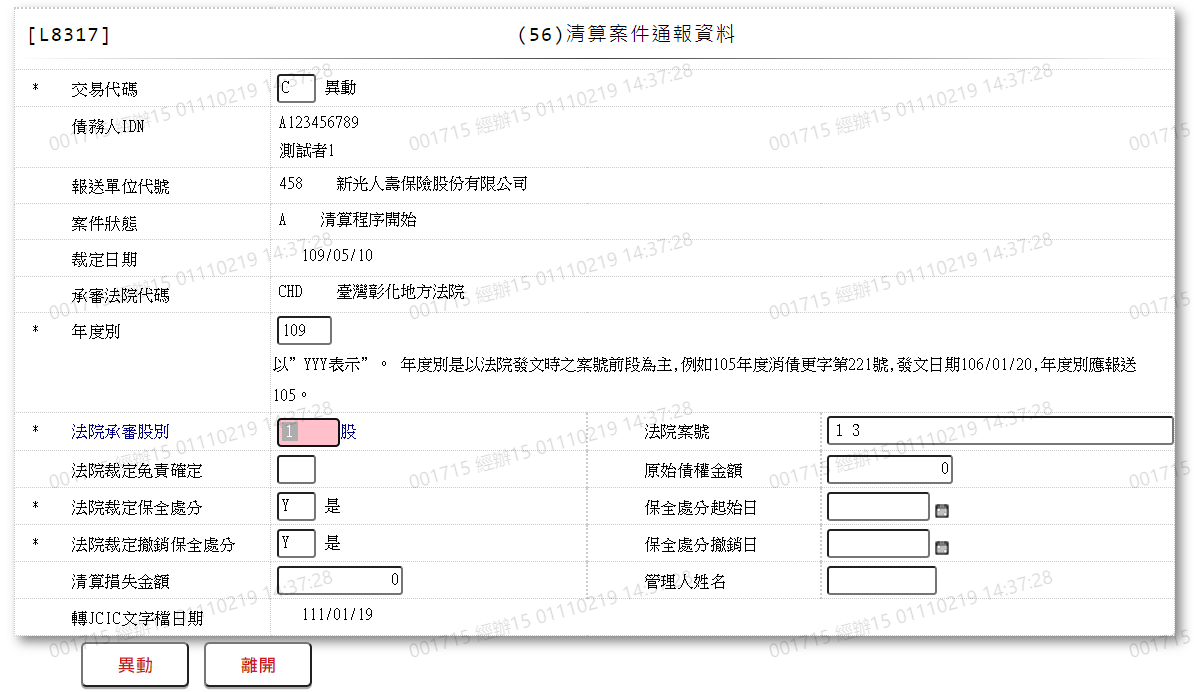 [L8317] (56)清算案件通報資料
* 交易代碼 C 異動
債務人IDN A123456789
測試者1
報送單位代號 458 新光人壽保險股份有限公司
案件狀態 A 清算程序開始
裁定日期 109/05/10
承審法院代碼 CHD 臺灣彰化地方法院
* 年度別 109
以”YYY表示”。 年度別是以法院發文時之案號前段為主,例如105年度消債更字第221號,發文日期106/01/20,年度別應報送
105。
* 法院承審股別 1 股 法院案號 1 3
法院裁定免責確定 原始債權金額 0
* 法院裁定保全處分 Y 是 保全處分起始日
* 法院裁定撤銷保全處分 Y 是 保全處分撤銷日
清算損失金額 0 管理人姓名
轉JCIC文字檔日期 111/01/19
異動 離開
001715 經辦15 01110219 14:37:28